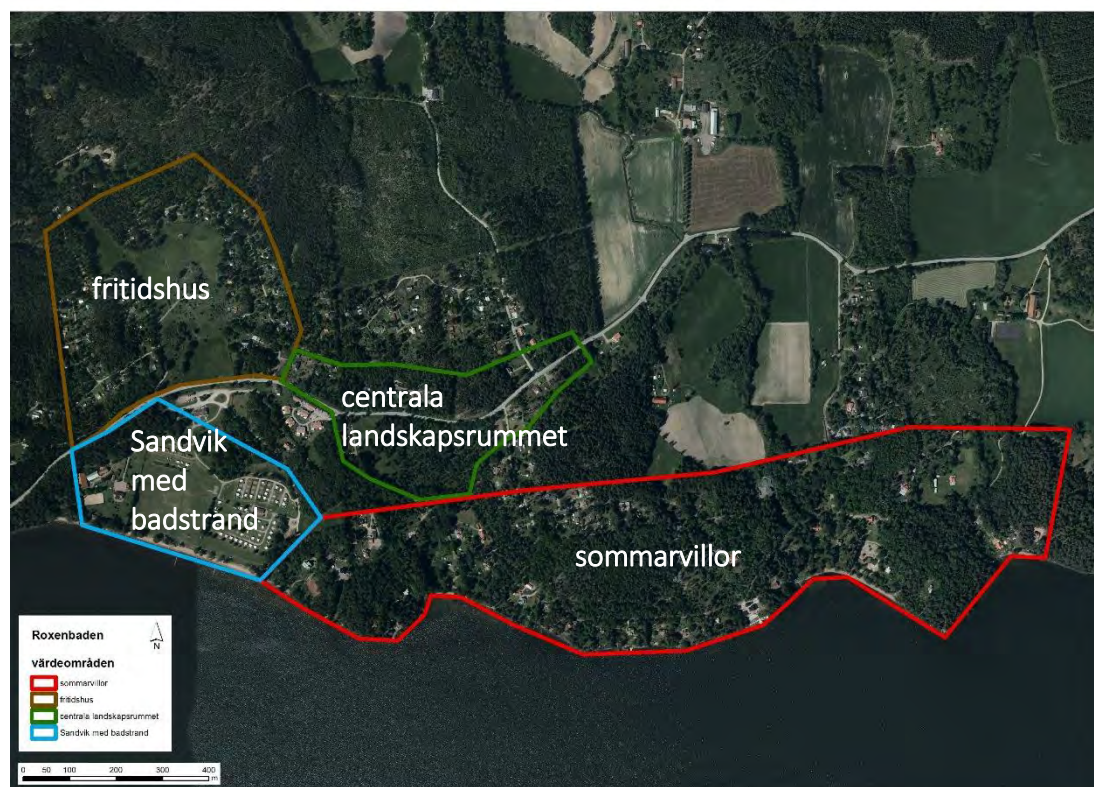 fritidshus
centrala
landskapsrummet
Sandvik
med
badstrand
sommarvillor
Roxenbaden
N
värdeområden
sommarvillor
fritidshus
centrala landskapsrummet
Sandvik med badstrand
0 50 100 200 300 400
m